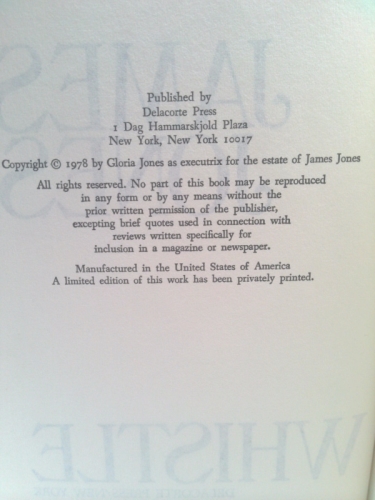 JAMES
JONES
Published by
Delacorte Press
1 Dag Hammarskjold Plaza
New York, New York 10017
Copyright © 1978 by Gloria Jones as executrix for the estate of James Jones
All rights reserved. No part of this book may be reproduced
in any form or by any means without the
prior written permission of the publisher,
excepting brief quotes used in connection with
reviews written specifically for
inclusion in a magazine or newspaper.
Manufactured in the United States of America
A limited edition of this work has been privately printed.
WHISTLE